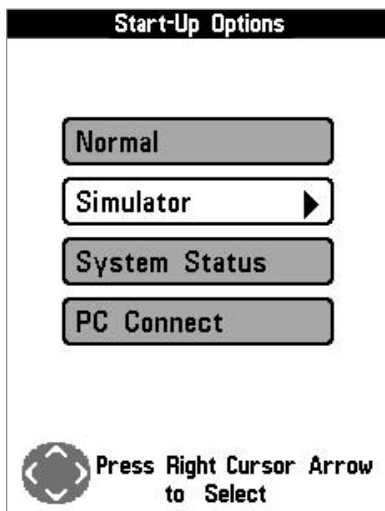 Start-Up Options
Normal
Simulator
System Status
PC Connect
Press Right Cursor Arrow
to Select